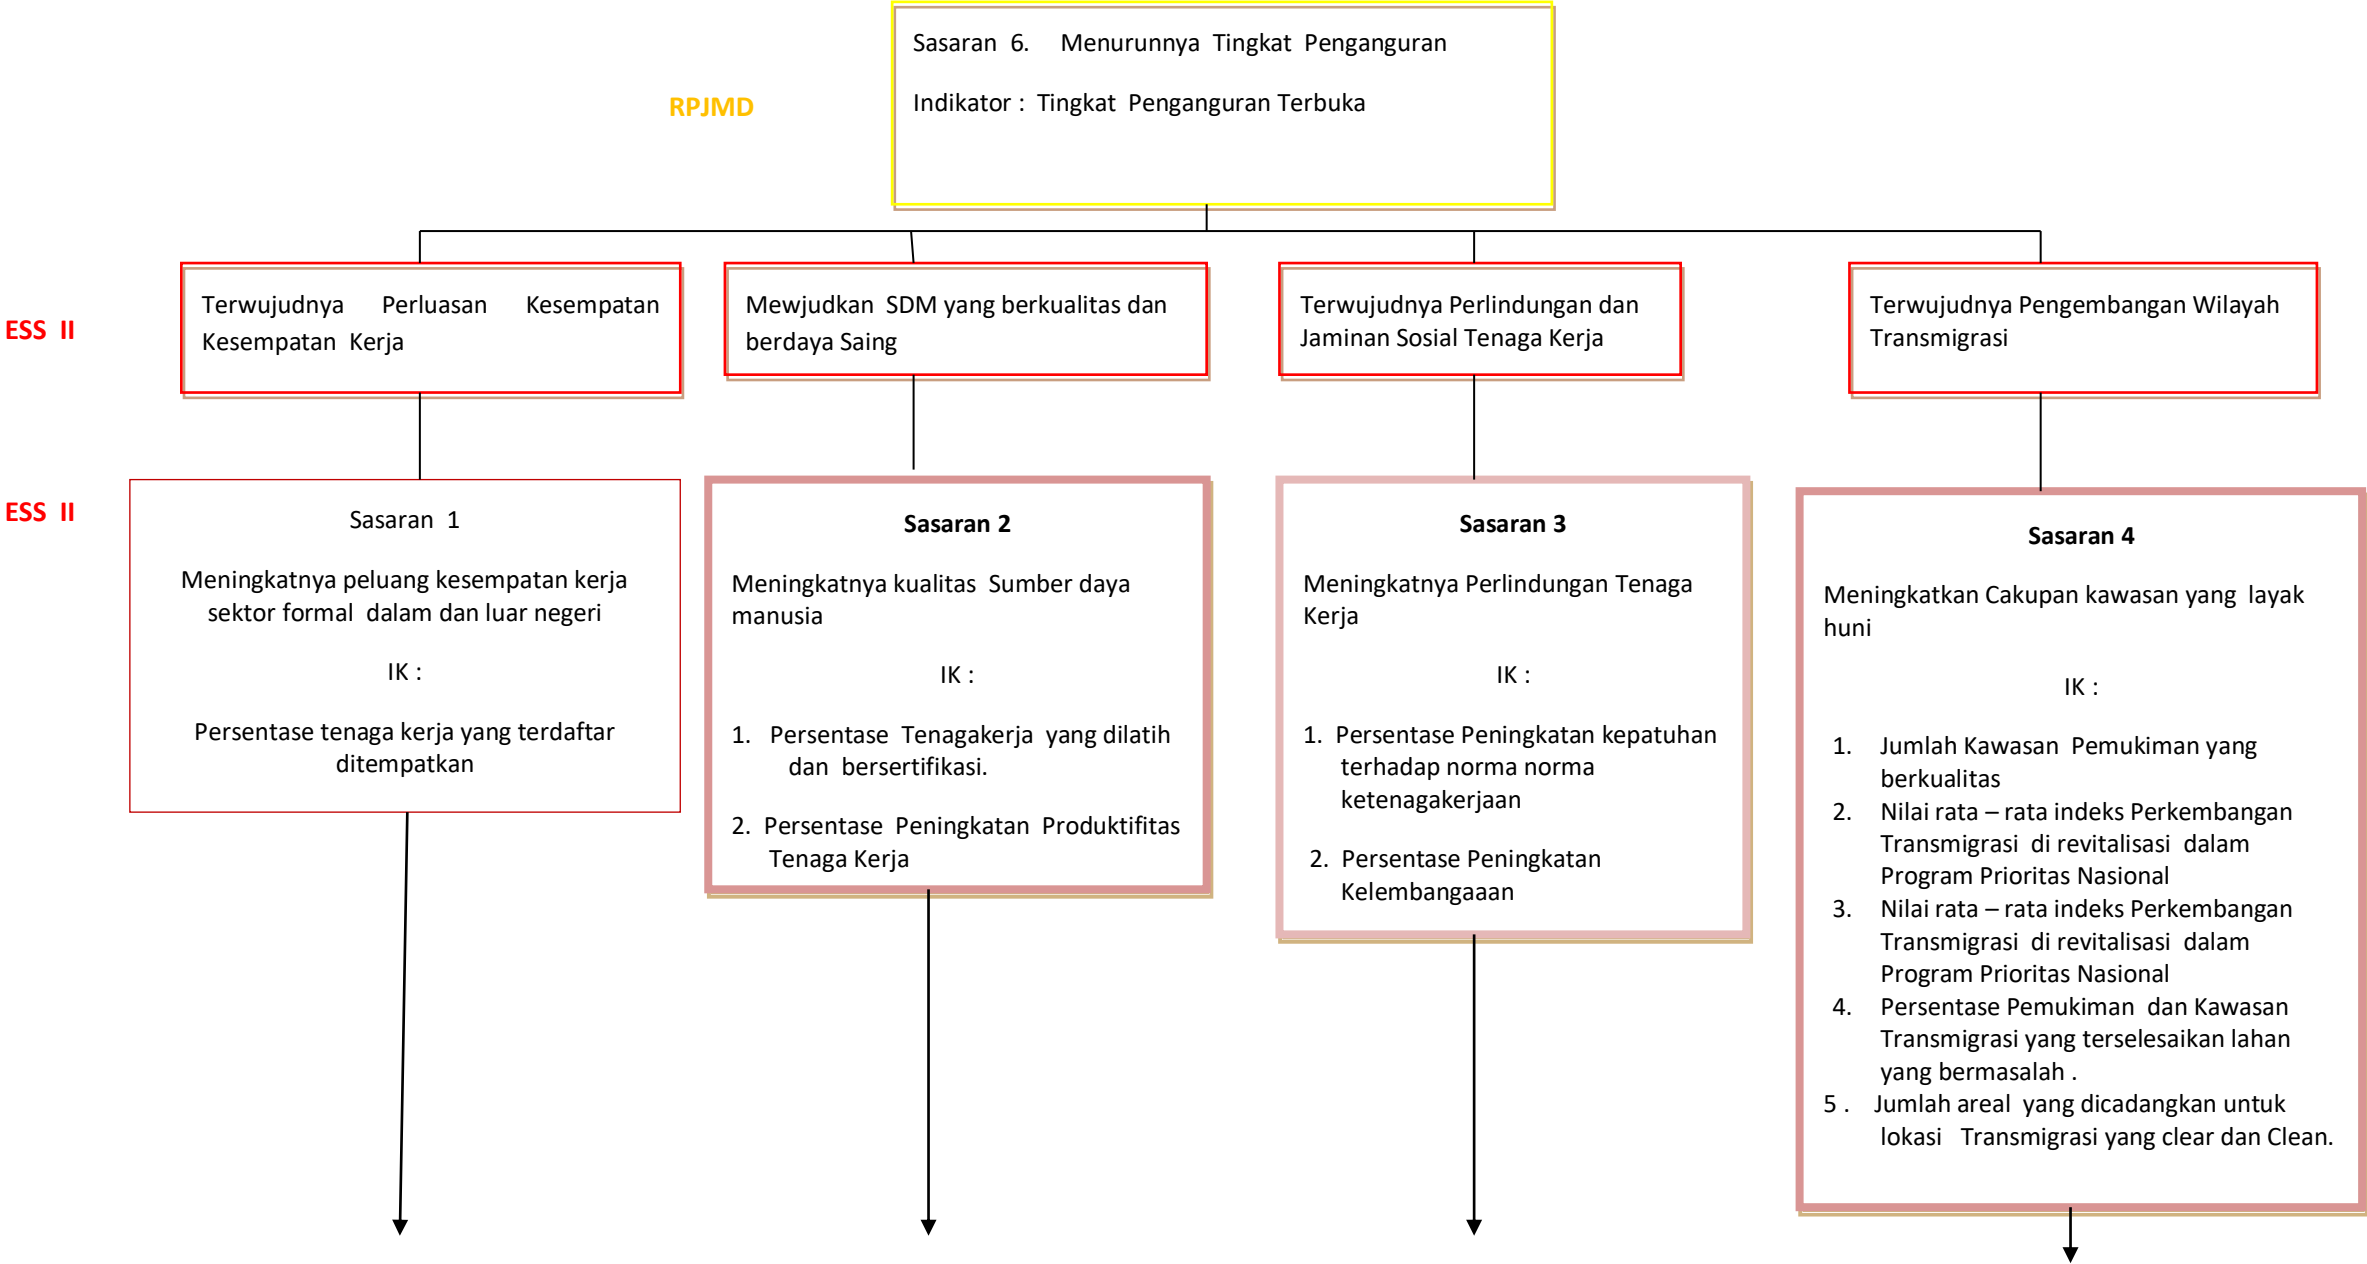 Sasaran 6. Menurunnya Tingkat Penganguran
Indikator : Tingkat Penganguran Terbuka
RPJMD
ESS II
Terwujudnya Perluasan Kesempatan
Kesempatan Kerja
Mewjudkan SDM yang berkualitas dan
berdaya Saing
Terwujudnya Perlindungan dan
Jaminan Sosial Tenaga Kerja
Terwujudnya Pengembangan Wilayah
Transmigrasi
ESS II
Sasaran 1
Meningkatnya peluang kesempatan kerja
sektor formal dalam dan luar negeri
IK :
Persentase tenaga kerja yang terdaftar
ditempatkan
Sasaran 2
Meningkatnya kualitas Sumber daya
manusia
IK :
1. Persentase Tenagakerja yang dilatih
dan bersertifikasi.
2. Persentase Peningkatan Produktifitas
Tenaga Kerja
Sasaran 3
Meningkatnya Perlindungan Tenaga
Kerja
IK :
1. Persentase Peningkatan kepatuhan
terhadap norma norma
ketenagakerjaan
2. Persentase Peningkatan
Kelembangaaan
Sasaran 4
Meningkatkan Cakupan kawasan yang layak
huni
IK :
1. Jumlah Kawasan Pemukiman yang
berkualitas
2. Nilai rata – rata indeks Perkembangan
Transmigrasi di revitalisasi dalam
Program Prioritas Nasional
3. Nilai rata – rata indeks Perkembangan
Transmigrasi di revitalisasi dalam
Program Prioritas Nasional
4. Persentase Pemukiman dan Kawasan
Transmigrasi yang terselesaikan lahan
yang bermasalah .
5 . Jumlah areal yang dicadangkan untuk
lokasi Transmigrasi yang clear dan Clean.